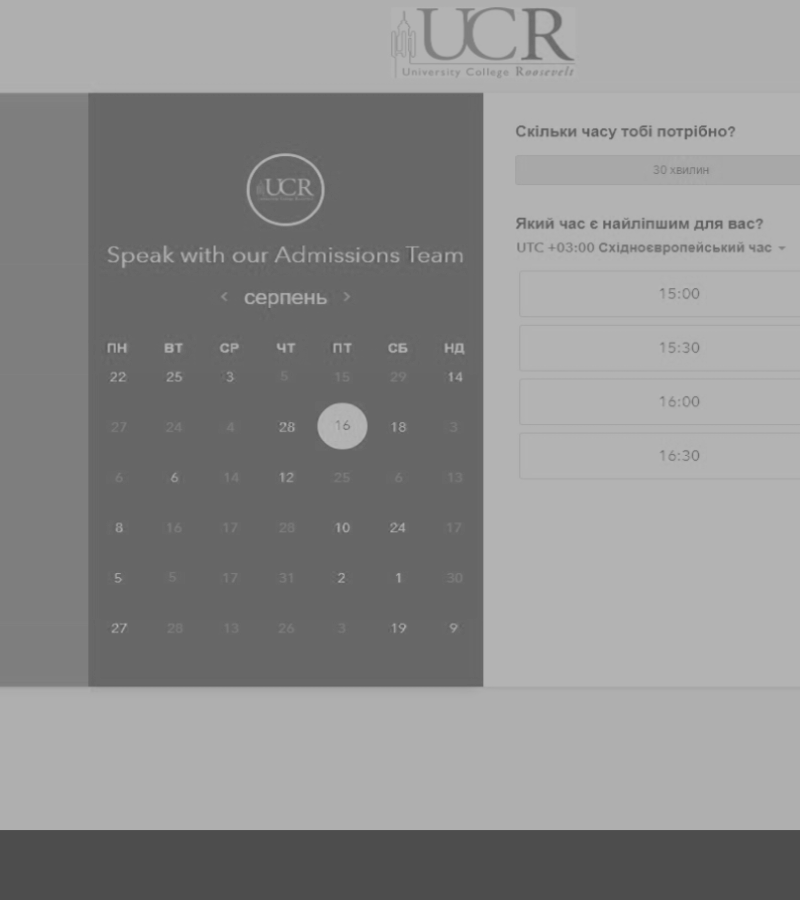 UCR
University College Roosevelt
Скільки часу тобі потрібно?
30 хвилин
UCR
Speak with our Admissions Team
< серпень >
ПН ВТ СР ЧТ ПТ СБ НД
22 25 3 5 15 29 14
27 24 4 28 16 18 3
6 6 14 12 25 6 13
8 16 17 28 10 24 17
5 5 17 31 2 1 30
27 28 13 26 3 19 9
Який час є найліпшим для вас?
UTC +03:00 Східноєвропейський час
15:00
15:30
16:00
16:30